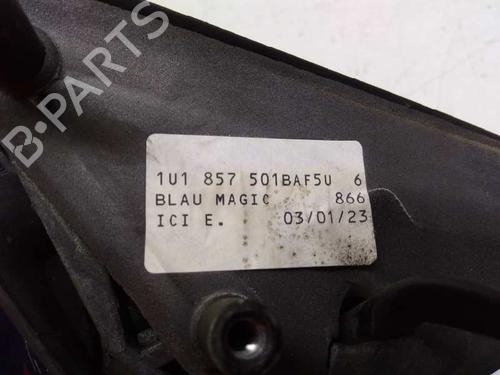 B-PARTS
1U1 857 501BAF5U 6
BLAU MAGIC 866
ICI E. 03/01/23